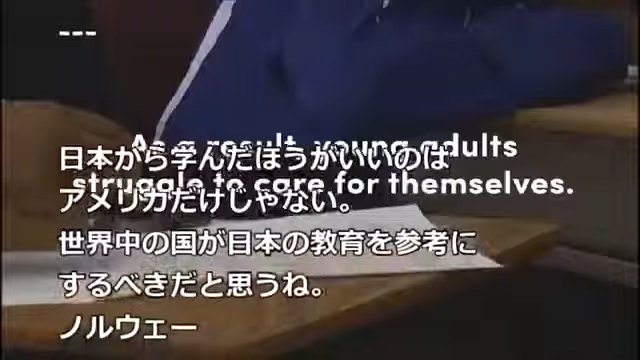 ---
As a result, young adults
struggle to care for themselves.
日本から学んだほうがいいのは
アメリカだけじゃない。
世界中の国が日本の教育を参考に
するべきだと思うね。
ノルウェー